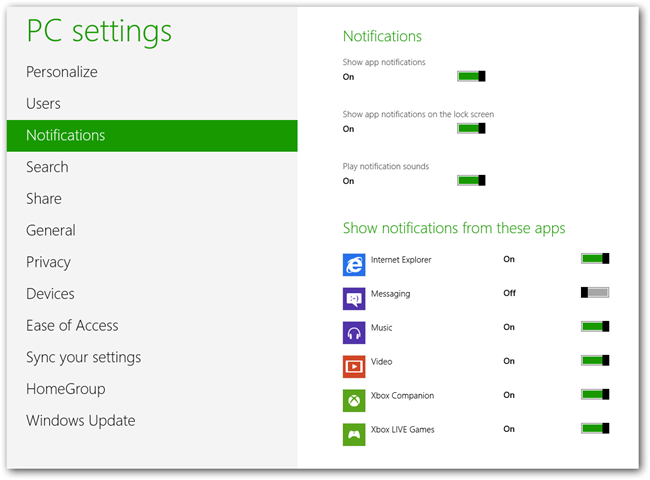 PC settings
Personalize
Users
Notifications
Search
Share
General
Privacy
Devices
Ease of Access
Sync your settings
HomeGroup
Windows Update
Notifications
Show app notifications
On
Show app notifications on the lock screen
On
Play notification sounds
On
Show notifications from these apps
Internet Explorer On
Messaging Off
Music On
Video On
Xbox Companion On
Xbox LIVE Games On